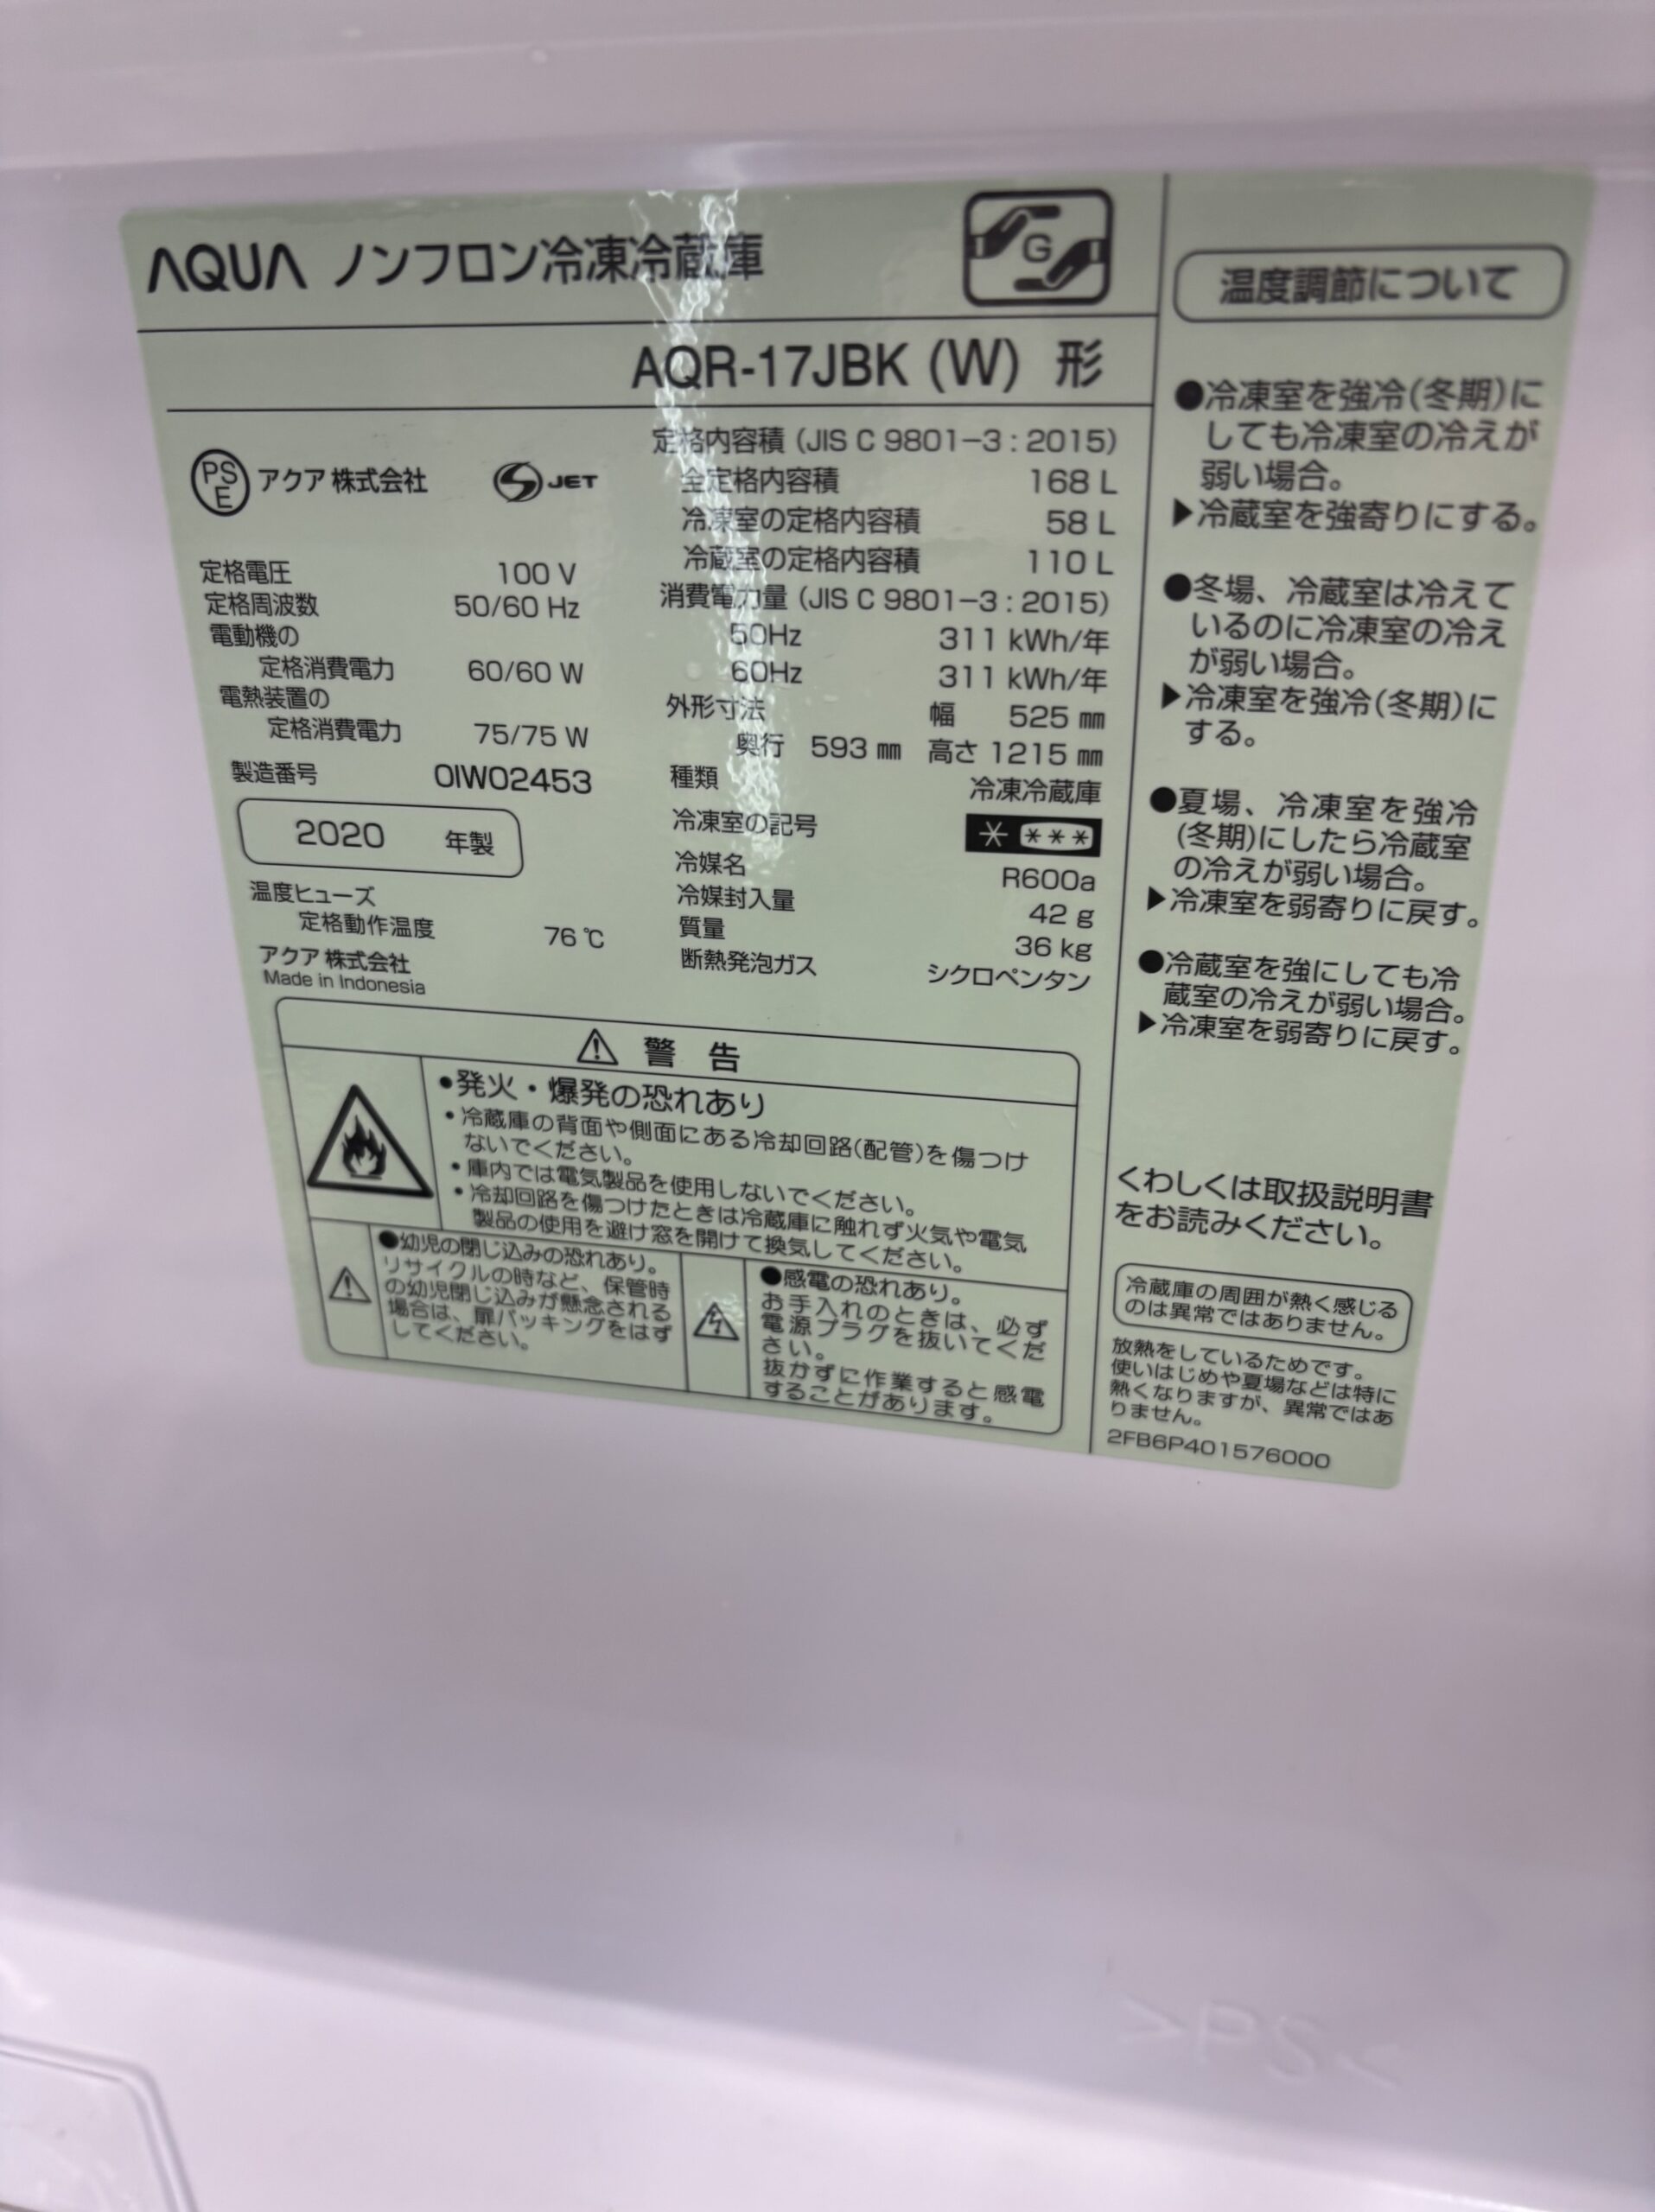 AQUA ノンフロン冷凍冷蔵庫
G
AQR-17JBK (W) 形
PS
E
アクア 株式会社
JET
定格電圧 100 V
定格周波数 50/60 Hz
電動機の
定格消費電力 60/60 W
電熱装置の
定格消費電力 75/75 W
製造番号 OIW02453
2020 年製
温度ヒューズ
定格動作温度 76 ℃
アクア 株式会社
Made in Indonesia
定格内容積 (JIS C 9801-3 : 2015)
全定格内容積 168 L
冷凍室の定格内容積 58 L
冷蔵室の定格内容積 110 L
消費電力量 (JIS C 9801-3 : 2015)
50Hz 311 kWh/年
60Hz 311 kWh/年
外形寸法 幅 525 ㎜
奥行 593 ㎜ 高さ 1215 ㎜
種類 冷凍冷蔵庫
冷凍室の記号 * ***
冷媒名 R600a
冷媒封入量 42 g
質量 36 kg
断熱発泡ガス シクロペンタン
警 告
●発火・爆発の恐れあり
・冷蔵庫の背面や側面にある冷却回路(配管)を傷つけ
ないでください。
・庫内では電気製品を使用しないでください。
・冷却回路を傷つけたときは冷蔵庫に触れず火気や電気
製品の使用を避け窓を開けて換気してください。
●幼児の閉じ込みの恐れあり。
リサイクルの時など、保管時
の幼児閉じ込みが懸念される
場合は、扉パッキングをはず
してください。
●感電の恐れあり。
お手入れのときは、必ず
電源プラグを抜いてくだ
さい。
抜かずに作業すると感電
することがあります。
温度調節について
●冷凍室を強冷(冬期)に
しても冷凍室の冷えが
弱い場合。
▶冷蔵室を強寄りにする。
●冬場、冷蔵室は冷えて
いるのに冷凍室の冷え
が弱い場合。
▶冷凍室を強冷(冬期)に
する。
●夏場、冷凍室を強冷
(冬期)にしたら冷蔵室
の冷えが弱い場合。
▶冷凍室を弱寄りに戻す。
●冷蔵室を強にしても冷
蔵室の冷えが弱い場合。
▶冷凍室を弱寄りに戻す。
くわしくは取扱説明書
をお読みください。
冷蔵庫の周囲が熱く感じる
のは異常ではありません。
放熱をしているためです。
使いはじめや夏場などは特に
熱くなりますが、異常ではあ
りません。
2FB6P401576000
>PS<